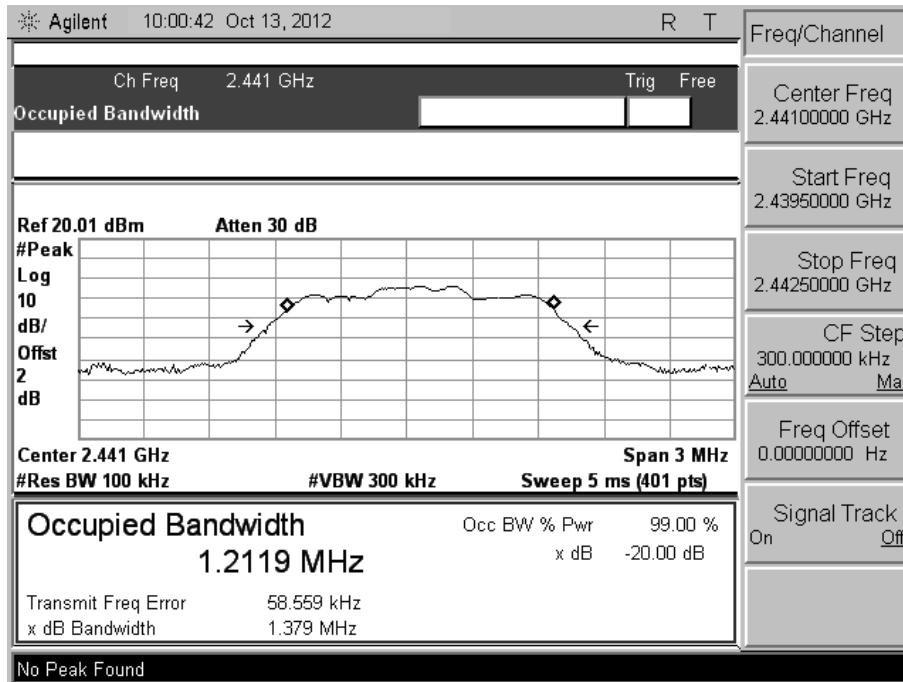 Agilent 10:00:42 Oct 13, 2012 R T
Ch Freq 2.441 GHz Trig Free
Occupied Bandwidth
Ref 20.01 dBm Atten 30 dB
#Peak
Log
10
dB/
Offst
2
dB
Center 2.441 GHz Span 3 MHz
#Res BW 100 kHz #VBW 300 kHz Sweep 5 ms (401 pts)
Occupied Bandwidth
1.2119 MHz
Occ BW % Pwr 99.00 %
x dB -20.00 dB
Transmit Freq Error 58.559 kHz
x dB Bandwidth 1.379 MHz
No Peak Found
Freq/Channel
Center Freq
2.44100000 GHz
Start Freq
2.43950000 GHz
Stop Freq
2.44250000 GHz
CF Step
300.000000 kHz
Auto Ma
Freq Offset
0.00000000 Hz
Signal Track
On Off